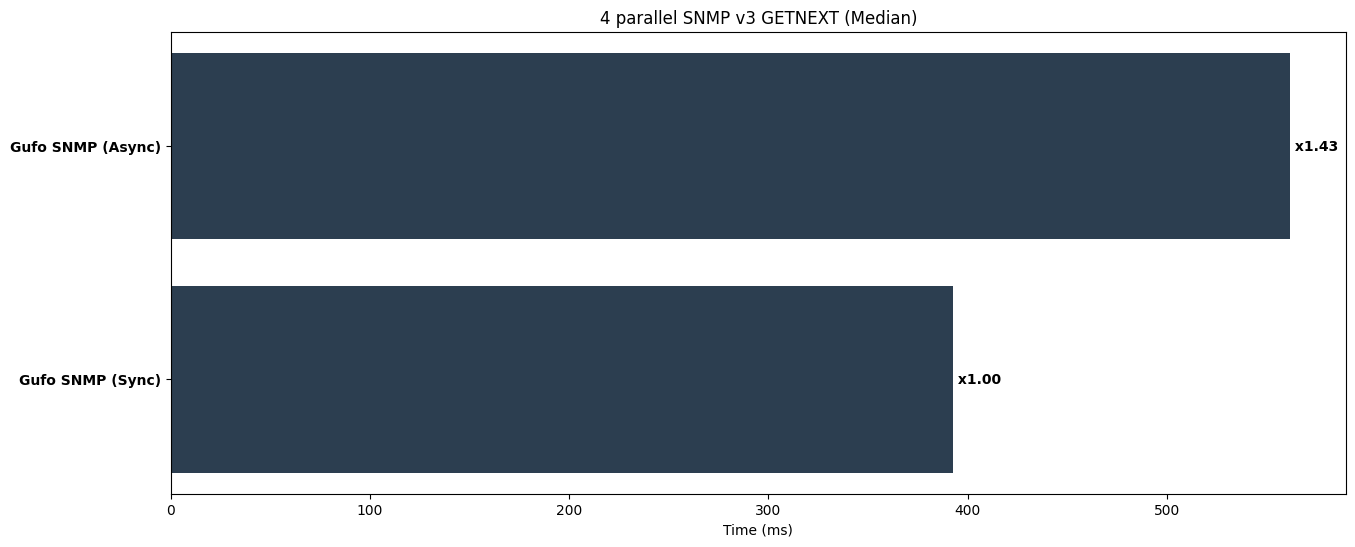 4 parallel SNMP v3 GETNEXT (Median)
Gufo SNMP (Async)
x1.43
Gufo SNMP (Sync)
x1.00
0 100 200 300 400 500
Time (ms)